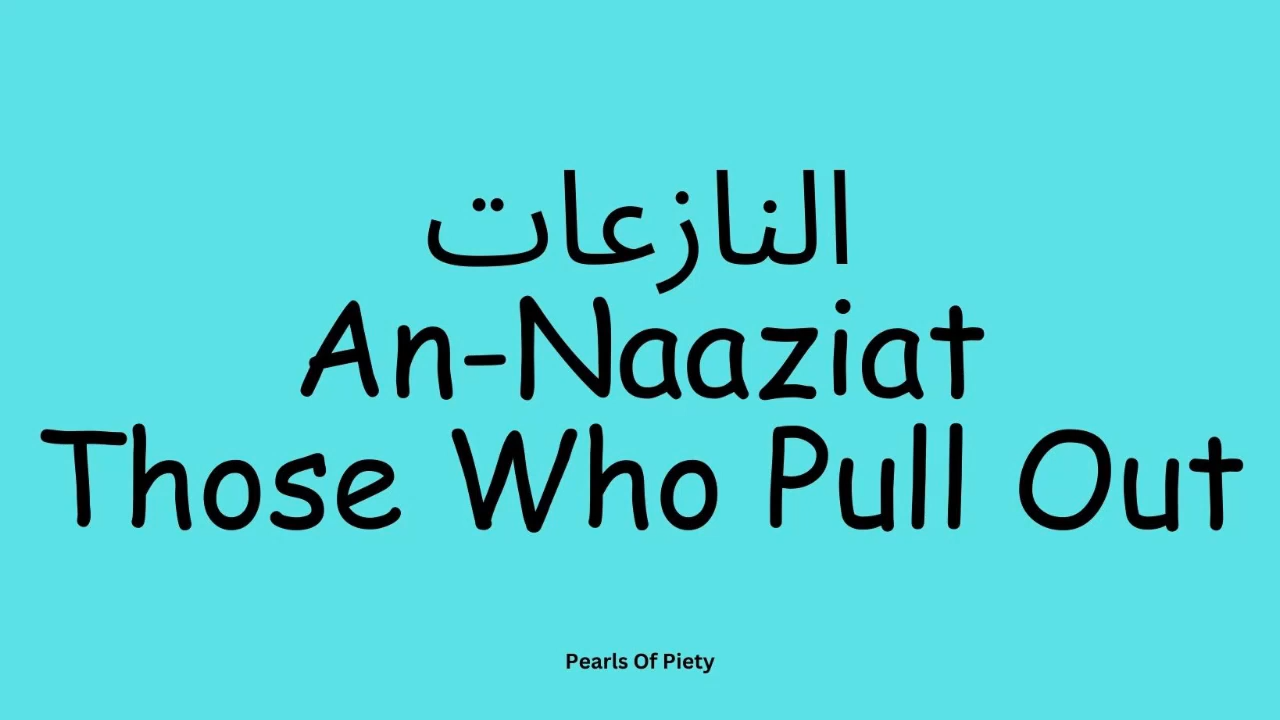 النازعات
An-Naaziat
Those Who Pull Out
Pearls Of Piety